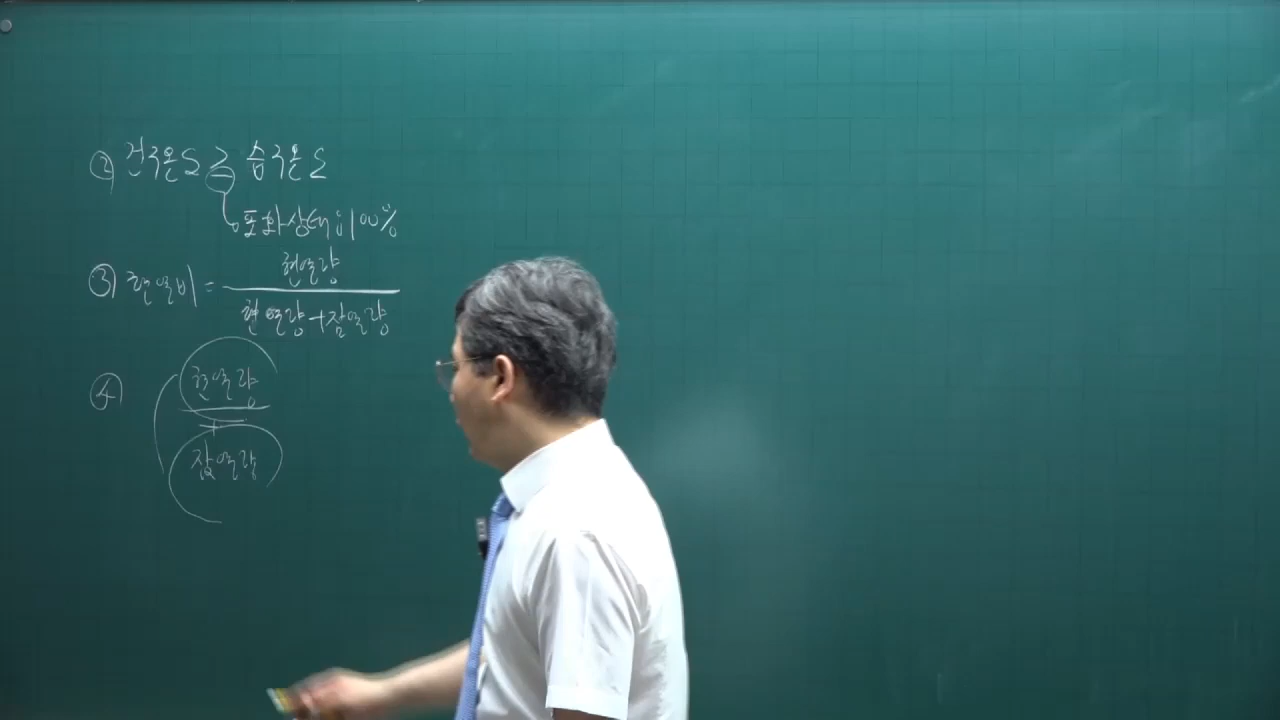 ② 건구온도 ≥ 습구온도
포화상태 100%
③ 현열비 = 현열량
현열량+잠열량
④ 현열량
+
잠열량